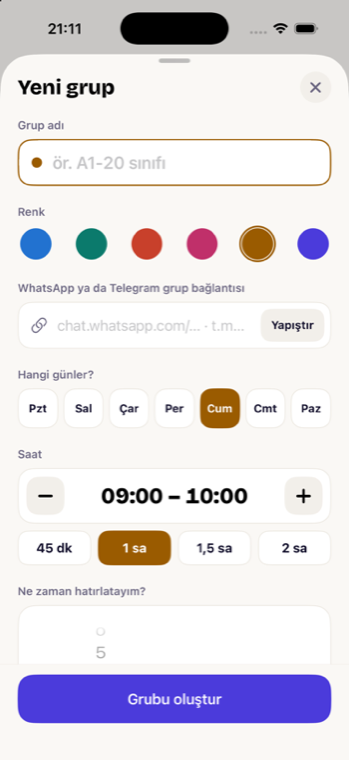 21:11
Yeni grup
Grup adı
ör. A1-20 sınıfı
Renk
WhatsApp ya da Telegram grup bağlantısı
chat.whatsapp.com/... · t.m... Yapıştır
Hangi günler?
Pzt Sal Çar Per Cum Cmt Paz
Saat
09:00 – 10:00
45 dk 1 sa 1,5 sa 2 sa
Ne zaman hatırlatayım?
0
5
Grubu oluştur